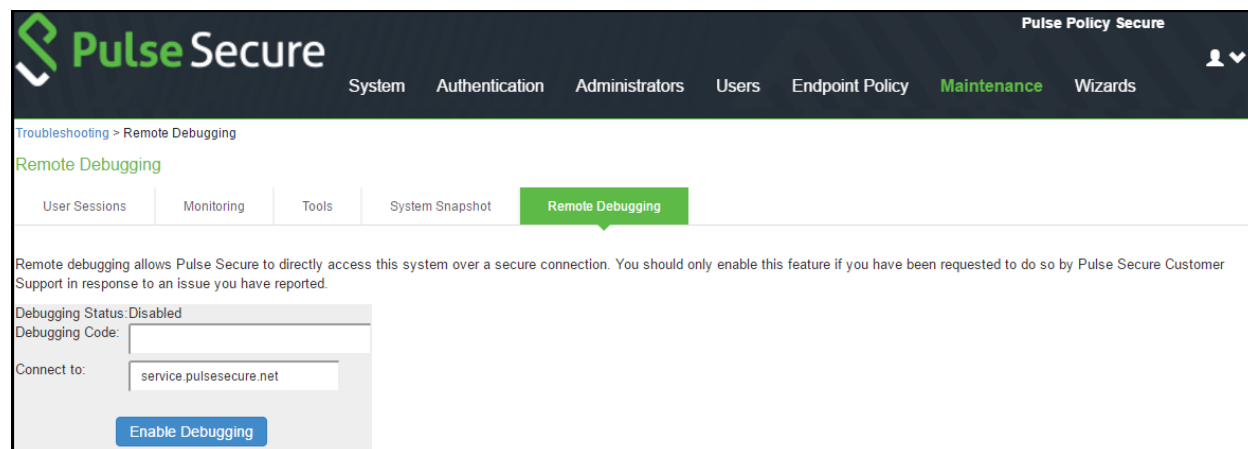 Pulse Policy Secure
Pulse Secure
System Authentication Administrators Users Endpoint Policy Maintenance Wizards
Troubleshooting > Remote Debugging
Remote Debugging
User Sessions Monitoring Tools System Snapshot Remote Debugging
Remote debugging allows Pulse Secure to directly access this system over a secure connection. You should only enable this feature if you have been requested to do so by Pulse Secure Customer
Support in response to an issue you have reported.
Debugging Status:Disabled
Debugging Code:
Connect to: service.pulsesecure.net
Enable Debugging